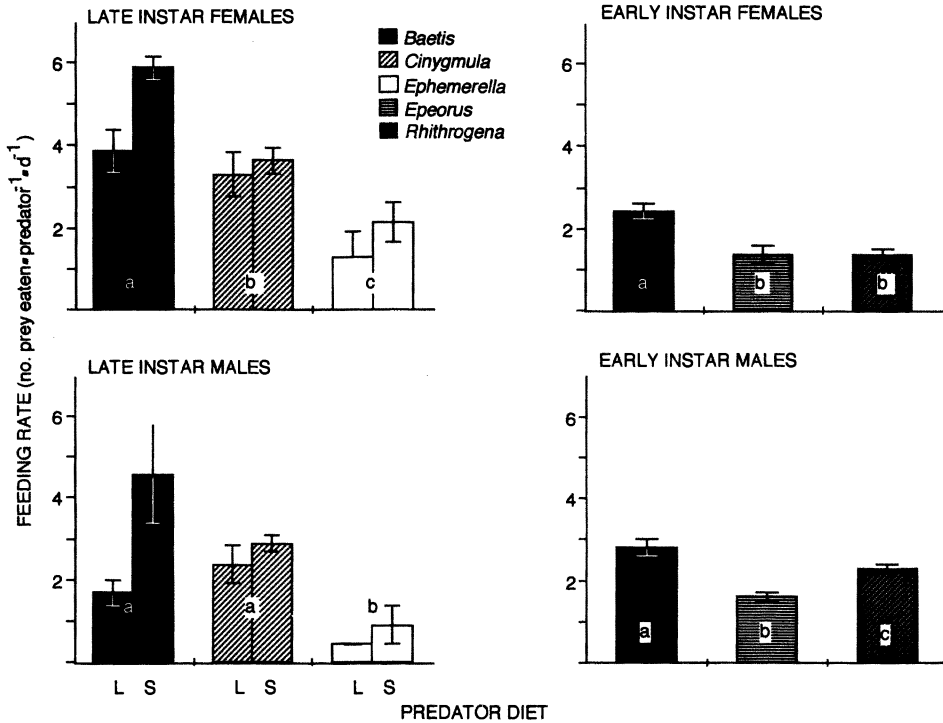 LATE INSTAR FEMALES
6
4
2
a
b
c
Baetis
Cinygmula
Ephemerella
Epeorus
Rhithrogena
EARLY INSTAR FEMALES
6
4
2
a
b
b
FEEDING RATE (no. prey eaten•predator⁻¹•d⁻¹)
LATE INSTAR MALES
6
4
2
a
a
b
L S L S L S
EARLY INSTAR MALES
6
4
2
a
b
c
PREDATOR DIET